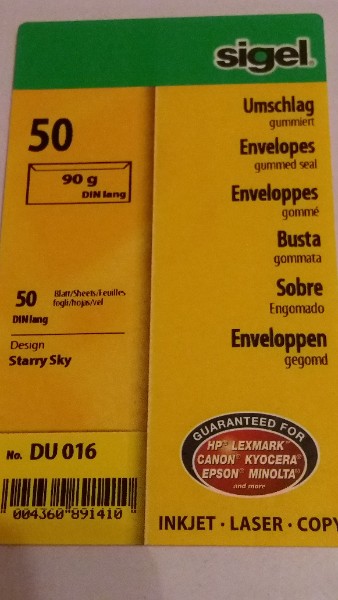 sigel
50
90 g
DIN lang
Umschlag
gummiert
Envelopes
gummed seal
Enveloppes
gommé
Busta
gommata
Sobre
Engomado
Enveloppen
gegomd
50 Blatt/Sheets/Feuilles
fogli/hojas/vel
DIN lang
Design
Starry Sky
No. DU 016
004360 891410
GUARANTEED FOR
HP LEXMARK™
CANON® KYOCERA®
EPSON® MINOLTA®
and more
INKJET · LASER · COPY